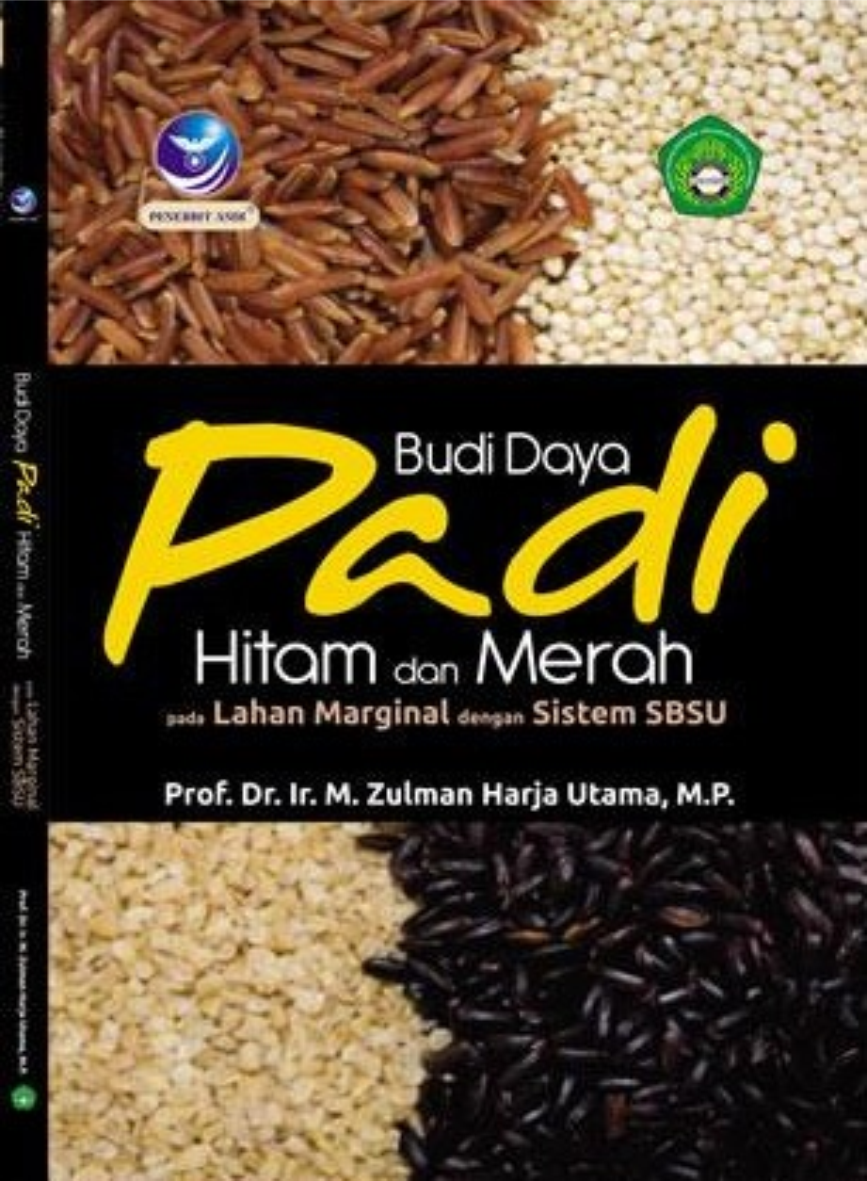 PENERBIT ANDI
Budi Daya
Padi
Hitam dan Merah
pada Lahan Marginal dengan Sistem SBSU
Prof. Dr. Ir. M. Zulman Harja Utama, M.P.
Budi Daya Padi Hitam dan Merah
pada Lahan Marginal
dengan Sistem SBSU
Prof. Dr. Ir. M. Zulman Harja Utama, M.P.